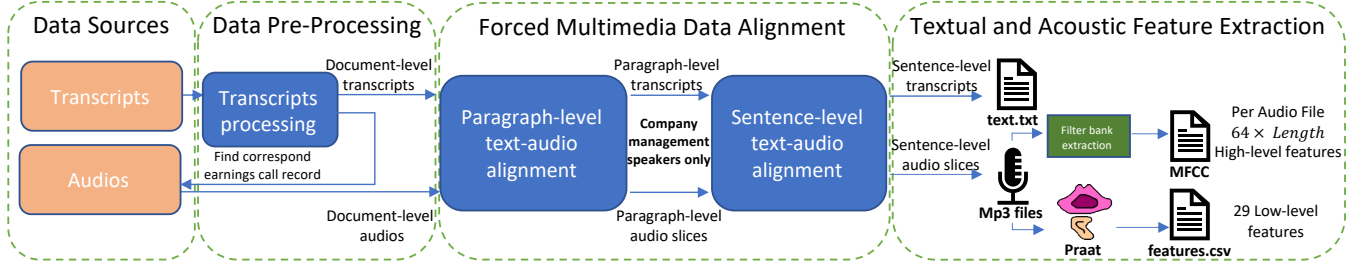 Data Sources
Transcripts
Audios
Data Pre-Processing
Transcripts
processing
Find correspond
earnings call record
Document-level
transcripts
Document-level
audios
Forced Multimedia Data Alignment
Paragraph-level
text-audio
alignment
Paragraph-level
transcripts
Company
management
speakers only
Paragraph-level
audio slices
Sentence-level
text-audio
alignment
Textual and Acoustic Feature Extraction
Sentence-level
transcripts
text.txt
Sentence-level
audio slices
Mp3 files
Filter bank
extraction
MFCC
Per Audio File
64 × Length
High-level features
Praat
features.csv
29 Low-level
features